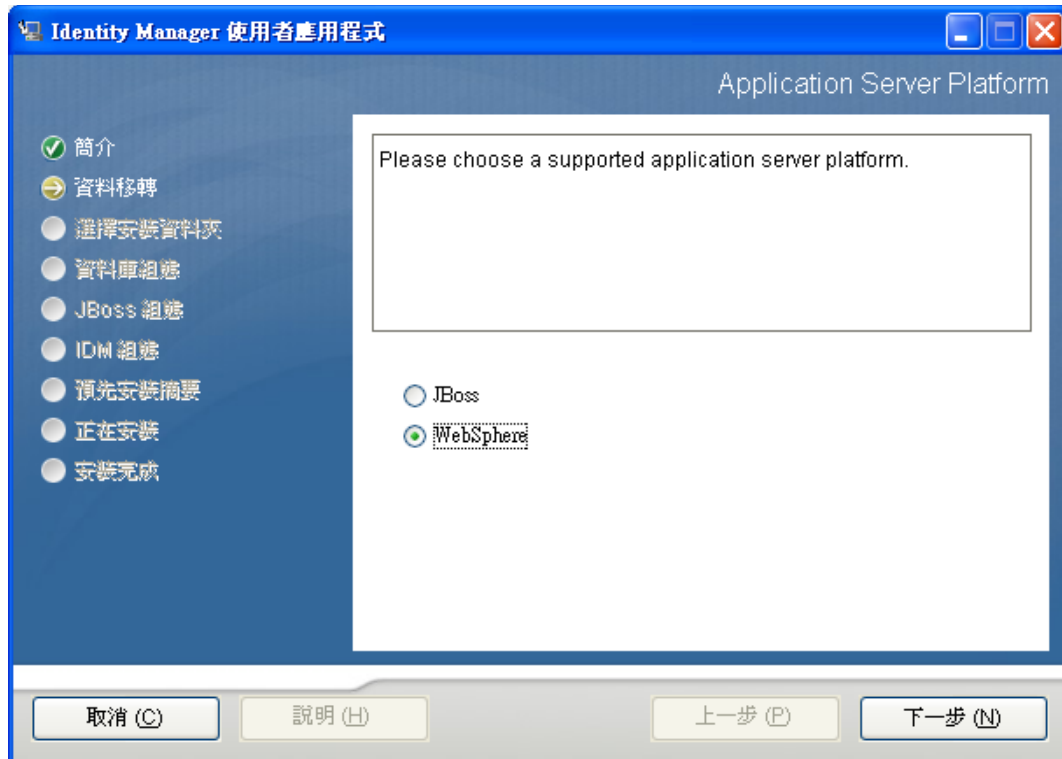 Identity Manager 使用者應用程式
Application Server Platform
簡介
資料移轉
選擇安裝資料夾
資料庫組態
JBoss 組態
IDM 組態
預先安裝摘要
正在安裝
安裝完成
Please choose a supported application server platform.
JBoss
WebSphere
取消 (C)
說明 (H)
上一步 (P)
下一步 (N)